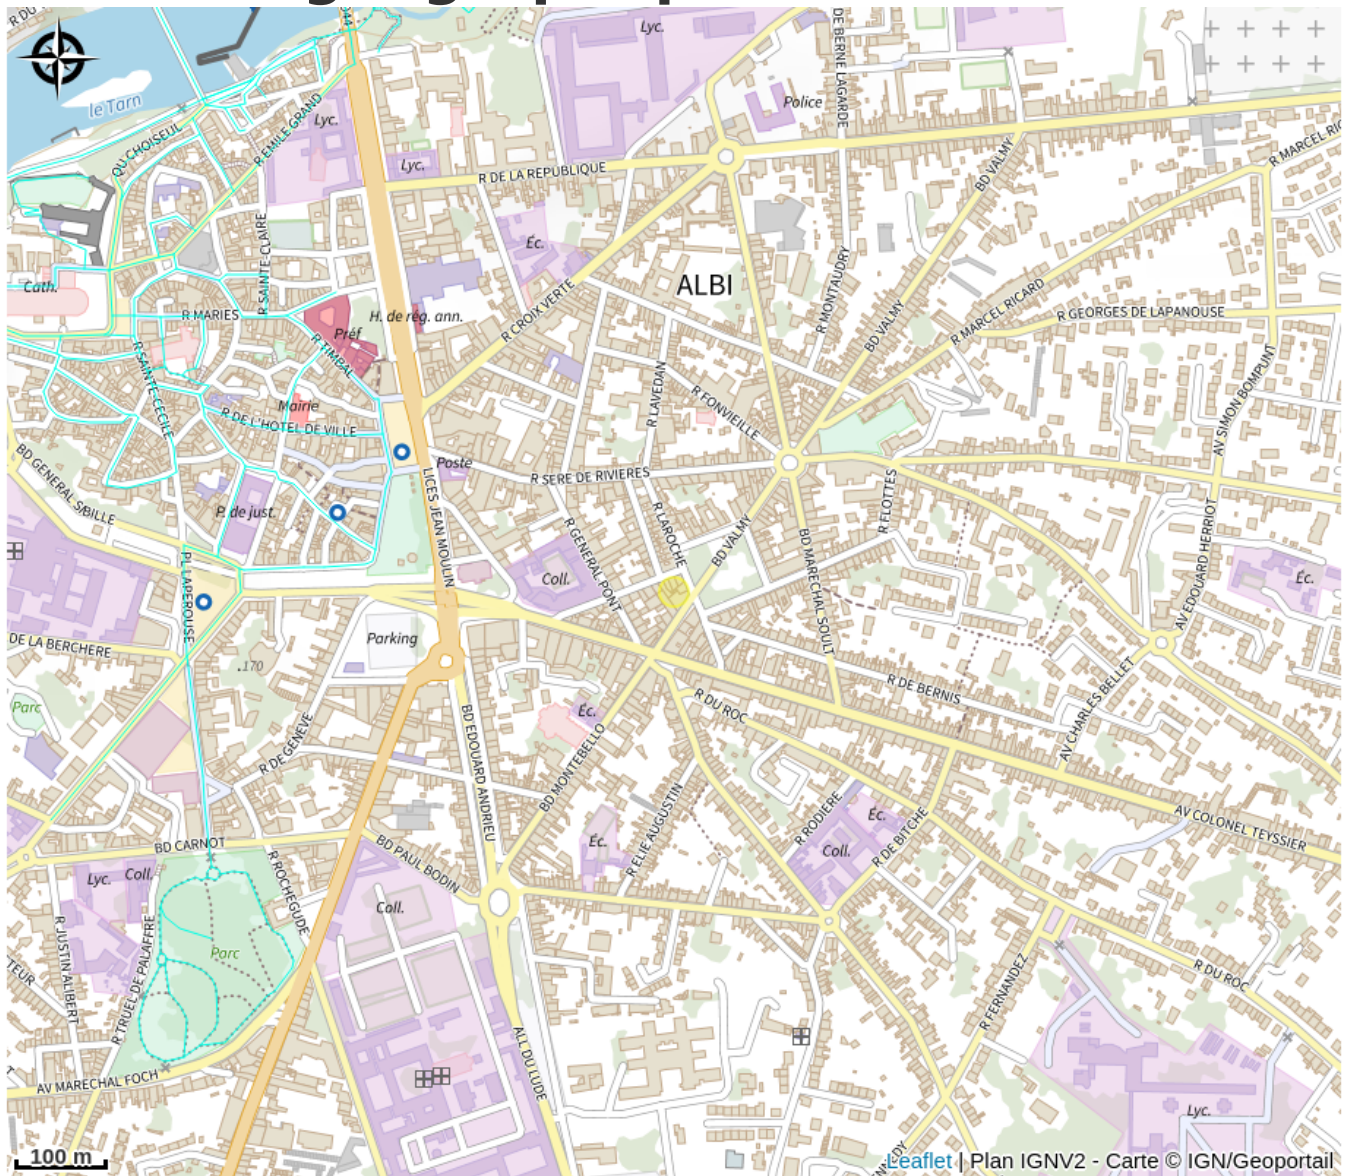 R DU
044
Lyc.
DE BERNE LAGARDE
Police
le Tarn
QU CHOISEUL
R EMILE GRAND
Lyc.
Lyc.
R DE LA REPUBLIQUE
BD VALMY
R MARCEL RIC
R SAINTE-CLAIRE
Éc.
Cath.
ALBI
R MONTAUDRY
R MARIES
Préf
H. de rég. ann.
R CROIX VERTE
BD VALMY
R MARCEL RICARD
R GEORGES DE LAPANOUSE
R TIMBAL
R SAINTE-CECILE
R LAVEDAN
R FONVIEILLE
AV SIMON BOMPUNT
Mairie
R DE L'HOTEL DE VILLE
BD GENERAL SIBILLE
Poste
R SERE DE RIVIERES
LICES JEAN MOULIN
R FLOTTES
P. de just.
R LAROCHE
BD VALMY
R GENERAL PONT
BD MARECHAL SOULT
AV EDOUARD HERRIOT
Coll.
Éc.
PL LAPEROUSE
DE LA BERCHERE
Parking
.170
R DE BERNIS
R DU ROC
AV CHARLES BELLET
Parc
Éc.
BD EDOUARD ANDRIEU
R DE GENEVE
BD MONTEBELLO
R ELIE AUGUSTIN
R RODIERE
Éc.
AV COLONEL TEYSSIER
BD CARNOT
BD PAUL BODIN
Éc.
Coll.
R DE BITCHE
Lyc.
Coll.
R ROCHEGUDE
Coll.
R JUSTIN ALIBERT
R TRUEL DE PALAFFRE
Parc
TEUR
R DU ROC
R FERNANDEZ
ALL DU LUDE
AV MARECHAL FOCH
Lyc.
100 m
NNEDY
Leaflet | Plan IGNV2 - Carte © IGN/Geoportail